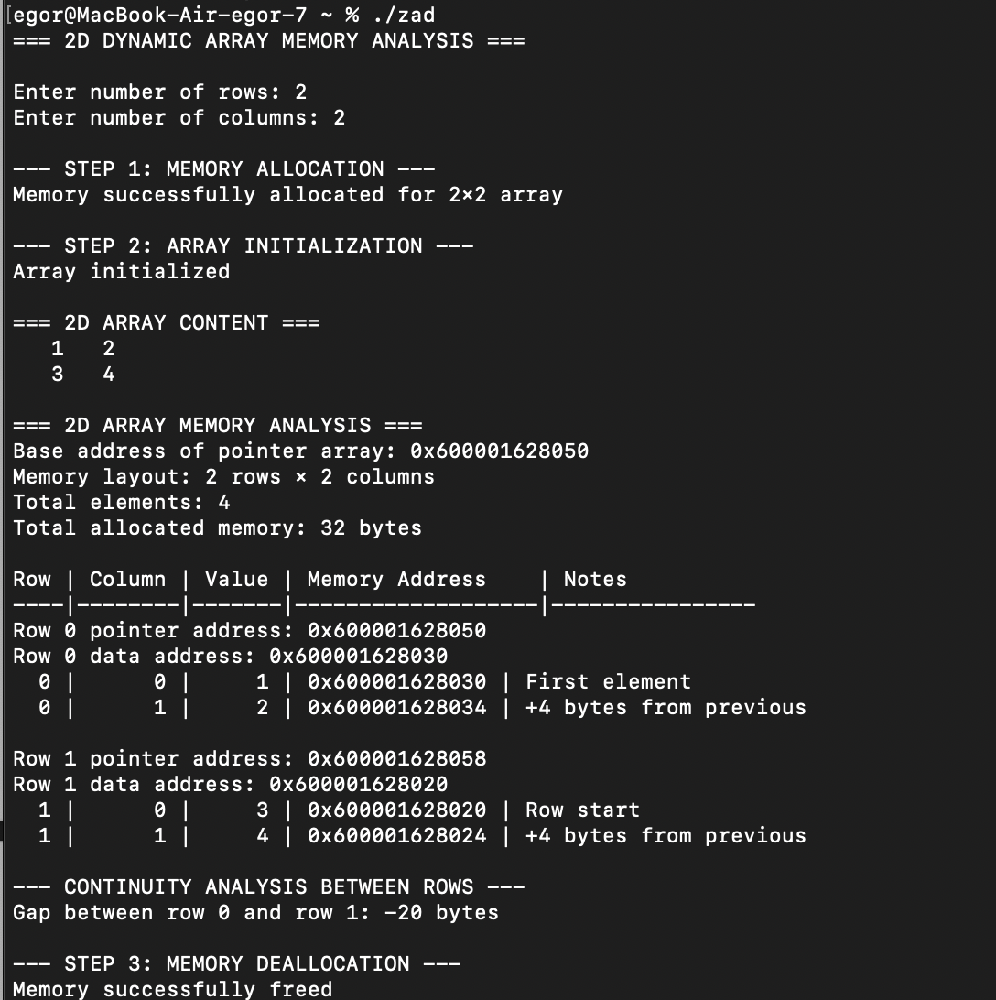 [egor@MacBook-Air-egor-7 ~ % ./zad
=== 2D DYNAMIC ARRAY MEMORY ANALYSIS ===

Enter number of rows: 2
Enter number of columns: 2

--- STEP 1: MEMORY ALLOCATION ---
Memory successfully allocated for 2×2 array

--- STEP 2: ARRAY INITIALIZATION ---
Array initialized

=== 2D ARRAY CONTENT ===
   1   2
   3   4

=== 2D ARRAY MEMORY ANALYSIS ===
Base address of pointer array: 0x600001628050
Memory layout: 2 rows × 2 columns
Total elements: 4
Total allocated memory: 32 bytes

Row | Column | Value | Memory Address    | Notes
----|--------|-------|-------------------|----------------
Row 0 pointer address: 0x600001628050
Row 0 data address: 0x600001628030
  0 |      0 |     1 | 0x600001628030 | First element
  0 |      1 |     2 | 0x600001628034 | +4 bytes from previous

Row 1 pointer address: 0x600001628058
Row 1 data address: 0x600001628020
  1 |      0 |     3 | 0x600001628020 | Row start
  1 |      1 |     4 | 0x600001628024 | +4 bytes from previous

--- CONTINUITY ANALYSIS BETWEEN ROWS ---
Gap between row 0 and row 1: -20 bytes

--- STEP 3: MEMORY DEALLOCATION ---
Memory successfully freed